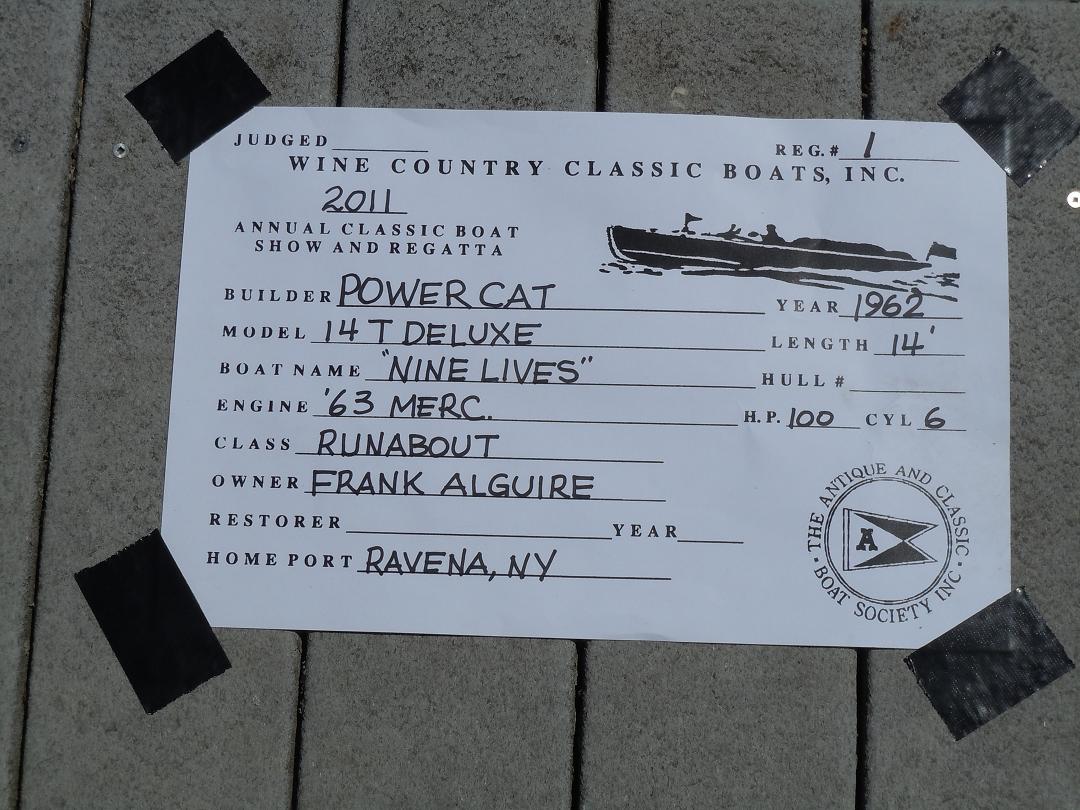 JUDGED REG.# 1
WINE COUNTRY CLASSIC BOATS, INC.
2011
ANNUAL CLASSIC BOAT
SHOW AND REGATTA
BUILDER POWER CAT YEAR 1962
MODEL 14 T DELUXE LENGTH 14'
BOAT NAME "NINE LIVES" HULL #
ENGINE '63 MERC. H.P. 100 CYL 6
CLASS RUNABOUT
OWNER FRANK ALGUIRE
RESTORER YEAR
HOME PORT RAVENA, NY
THE ANTIQUE AND CLASSIC
BOAT SOCIETY INC
A